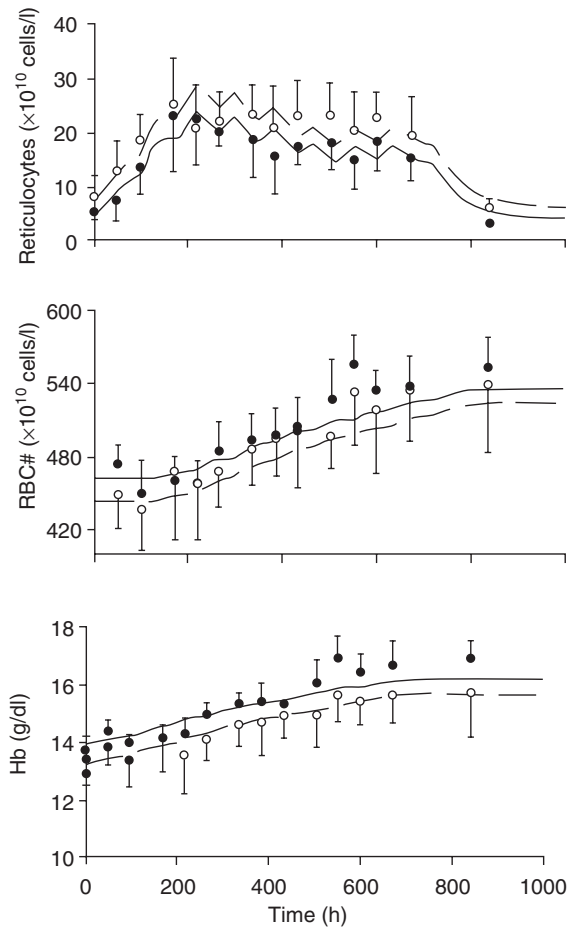 Reticulocytes (×10¹⁰ cells/l)
40
30
20
10
0
RBC# (×10¹⁰ cells/l)
600
540
480
420
Hb (g/dl)
18
16
14
12
10
0 200 400 600 800 1000
Time (h)